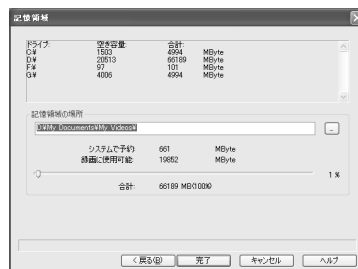 記憶領域
ドライブ: 空き容量: 合計:
C:¥ 1503 4994 MByte
D:¥ 20513 66189 MByte
F:¥ 97 101 MByte
G:¥ 4006 4994 MByte
記憶領域の場所
D:¥My Documents¥My Videos¥
システムで予約: 661 MByte
録画に使用可能: 19852 MByte
1 %
合計: 66189 MB(100%)
< 戻る(B) 完了 キャンセル ヘルプ